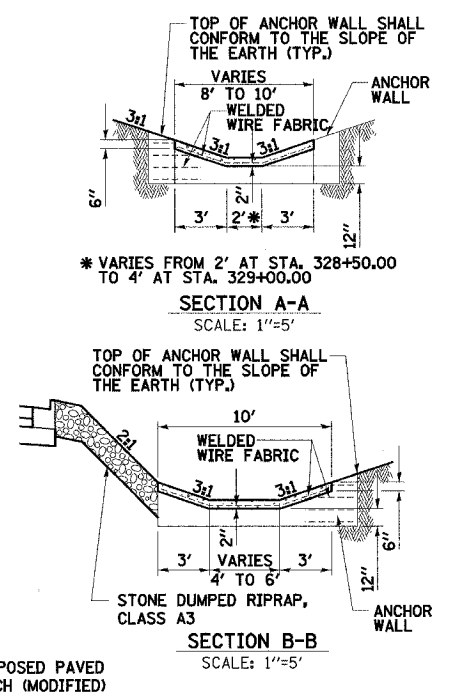 TOP OF ANCHOR WALL SHALL
CONFORM TO THE SLOPE OF
THE EARTH (TYP.)
VARIES
8' TO 10'
ANCHOR
WALL
WELDED
WIRE FABRIC
3:1
3:1
3:1
6"
2"
3'
2'*
3'
12"
* VARIES FROM 2' AT STA. 328+50.00
TO 4' AT STA. 329+00.00
SECTION A-A
SCALE: 1"=5'
TOP OF ANCHOR WALL SHALL
CONFORM TO THE SLOPE OF
THE EARTH (TYP.)
10'
2:1
WELDED
WIRE FABRIC
3:1
3:1
2"
6"
3'
VARIES
4' TO 6'
3'
12"
STONE DUMPED RIPRAP,
CLASS A3
ANCHOR
WALL
SECTION B-B
SCALE: 1"=5'
POSED PAVED
CH (MODIFIED)